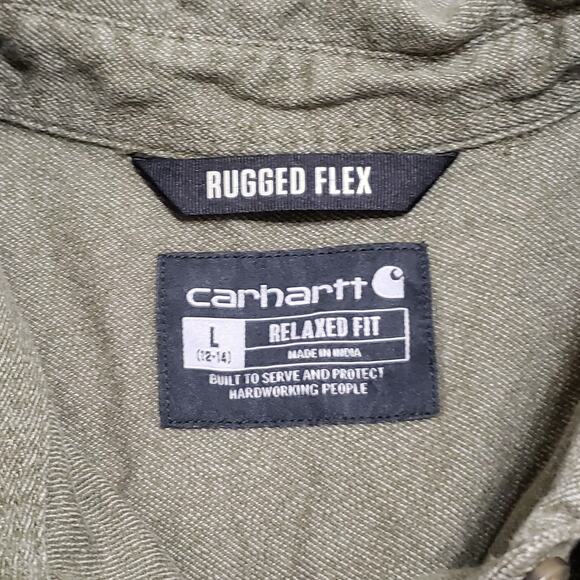 RUGGED FLEX
carhartt
L
(12-14)
RELAXED FIT
MADE IN INDIA
BUILT TO SERVE AND PROTECT
HARDWORKING PEOPLE